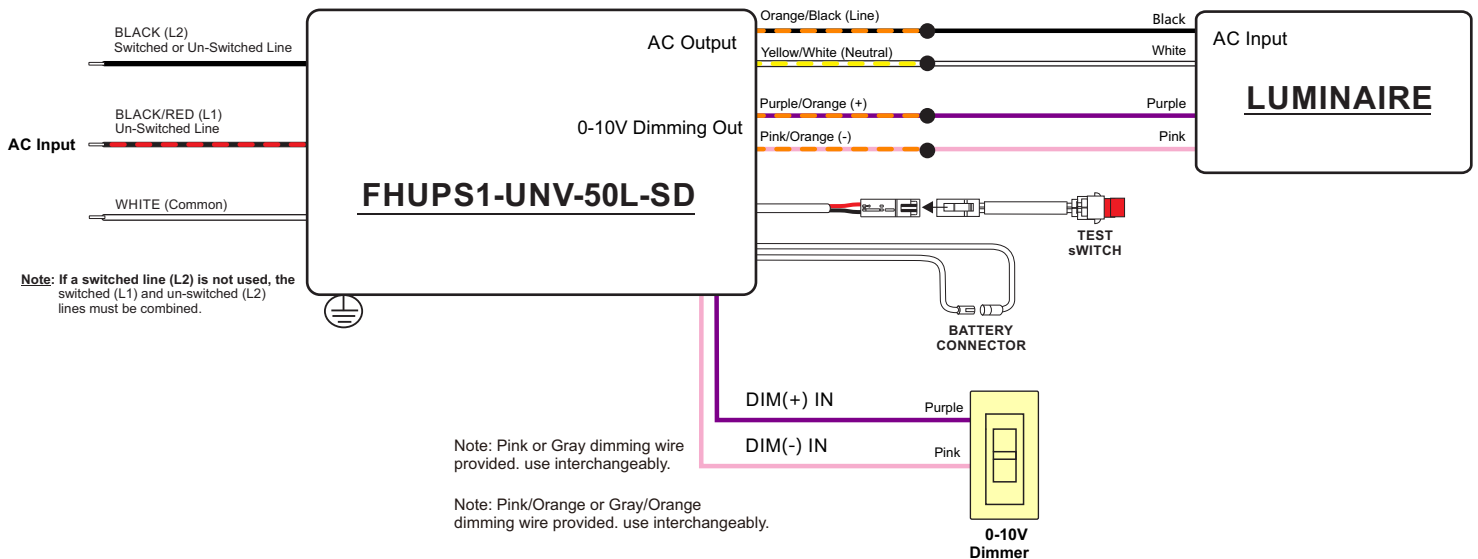 BLACK (L2)
Switched or Un-Switched Line
BLACK/RED (L1)
Un-Switched Line
AC Input
WHITE (Common)
Note: If a switched line (L2) is not used, the
switched (L1) and un-switched (L2)
lines must be combined.
AC Output
0-10V Dimming Out
FHUPS1-UNV-50L-SD
Orange/Black (Line)
Yellow/White (Neutral)
Purple/Orange (+)
Pink/Orange (-)
Black
White
Purple
Pink
AC Input
LUMINAIRE
TEST
sWITCH
BATTERY
CONNECTOR
DIM(+) IN
Purple
DIM(-) IN
Pink
Note: Pink or Gray dimming wire
provided. use interchangeably.
Note: Pink/Orange or Gray/Orange
dimming wire provided. use interchangeably.
0-10V
Dimmer